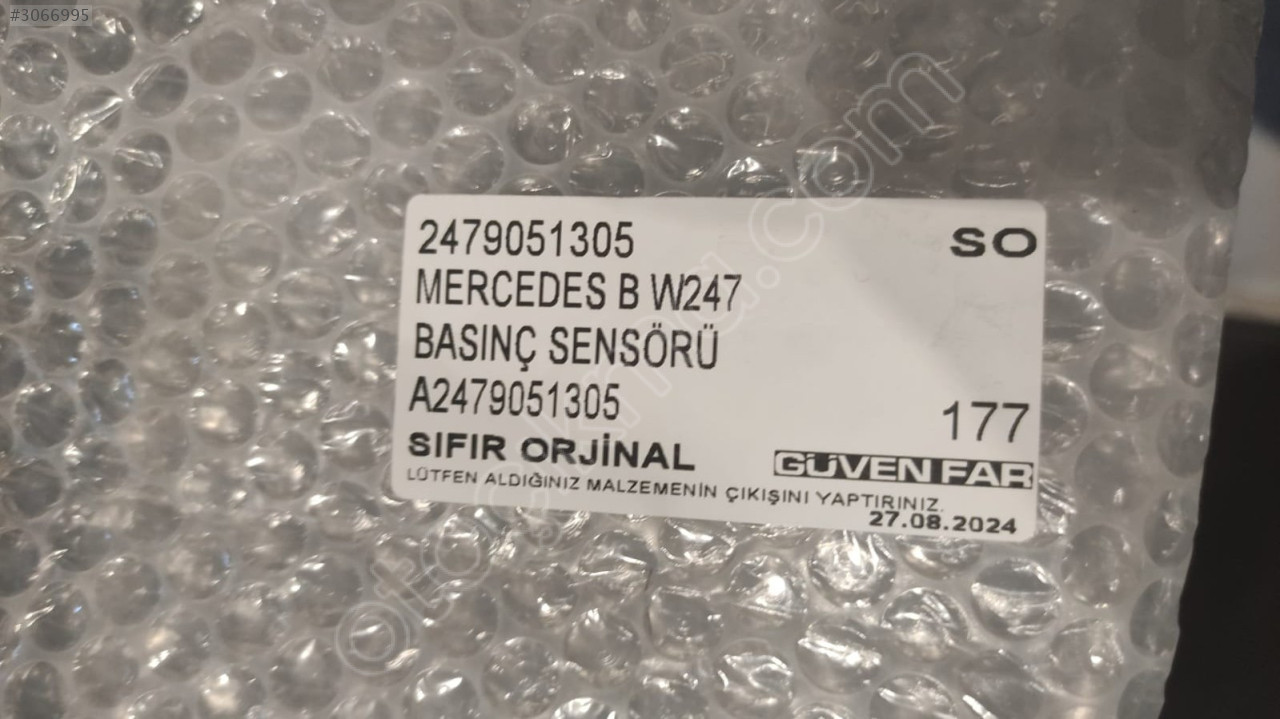 #3066995
2479051305
SO
MERCEDES B W247
BASINÇ SENSÖRÜ
A2479051305
177
SIFIR ORJİNAL
GÜVEN FAR
LÜTFEN ALDIĞINIZ MALZEMENİN ÇIKIŞINI YAPTIRINIZ.
27.08.2024